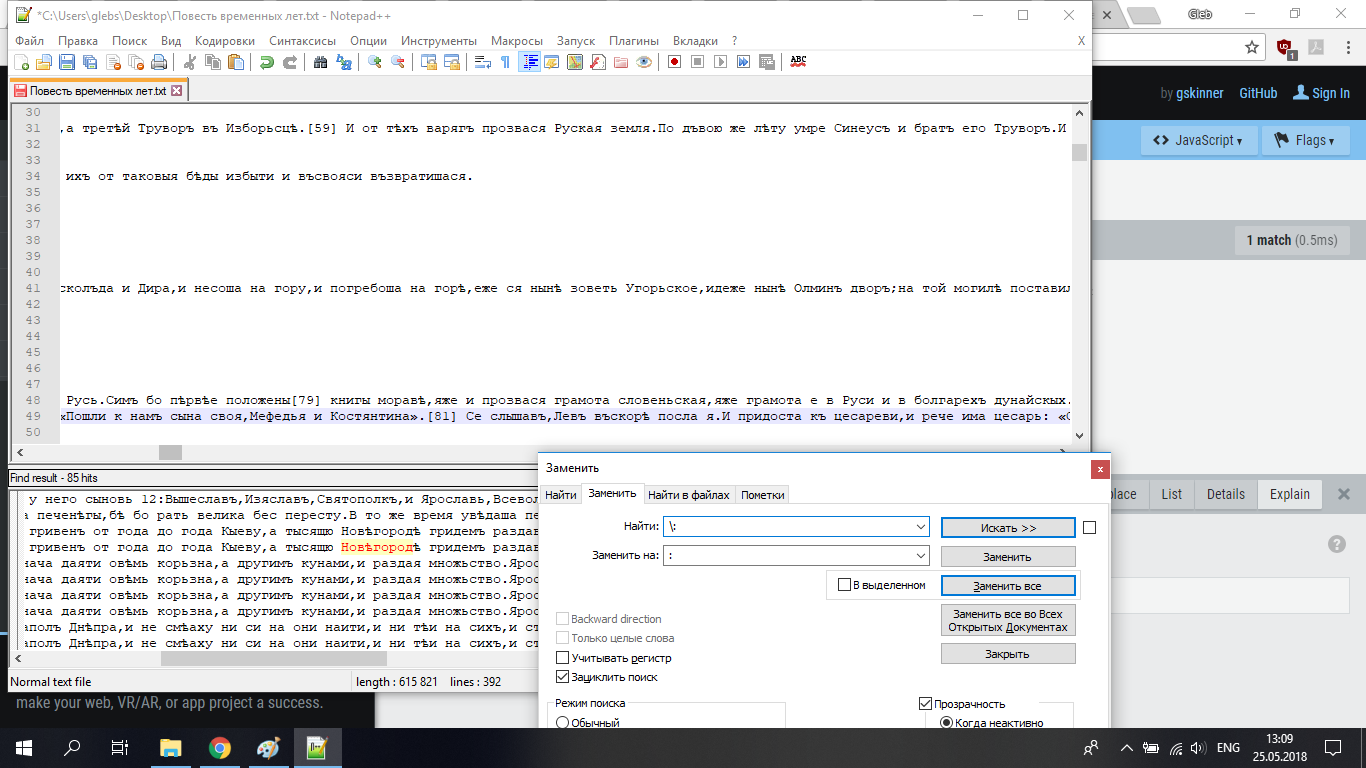 *C:\Users\glebs\Desktop\Повесть временных лет.txt - Notepad++
Gleb
Файл Правка Поиск Вид Кодировки Синтаксисы Опции Инструменты Макросы Запуск Плагины Вкладки ? X
ABC
1
by gskinner GitHub Sign In
Повесть временных лет.txt
JavaScript Flags
1 match (0.5ms)
30
31 ,а третѣй Труворъ въ Изборьсцѣ.[59] И от тѣхъ варягъ прозвася Руская земля.По дъвою же лѣту умре Синеусъ и братъ его Труворъ.И
32
33
34 ихъ от таковыя бѣды избыти и въсвояси възвратишася.
35
36
37
38
39
40
41 сколъда и Дира,и несоша на гору,и погребоша на горѣ,еже ся нынѣ зоветь Угорьское,идеже нынѣ Олминъ дворъ;на той могилѣ постави
42
43
44
45
46
47
48 Русь.Симъ бо пѣрвѣе положены[79] книгы моравѣ,яже и прозвася грамота словеньская,яже грамота е в Руси и в болгарехъ дунайскых.
49 «Пошли к намъ сына своя,Мефедья и Костянтина».[81] Се слышавъ,Левъ въскорѣ посла я.И придоста къ цесареви,и рече има цесарь: «
50
Find result - 85 hits
у него сыновь 12:Вышеславъ,Изяславъ,Святополкъ,и Ярославь,Всевол
а печенѣгы,бѣ бо рать велика бес пересту.В то же время увѣдаша пе
гривенъ от года до года Кыеву,а тысящю Новѣгородѣ гридемъ раздав
гривенъ от года до года Кыеву,а тысящю Новѣгородѣ гридемъ раздав
нача даяти овѣмь корьзна,а другимъ кунами,и раздая множьство.Ярос
нача даяти овѣмь корьзна,а другимъ кунами,и раздая множьство.Ярос
нача даяти овѣмь корьзна,а другимъ кунами,и раздая множьство.Ярос
нача даяти овѣмь корьзна,а другимъ кунами,и раздая множьство.Ярос
аполъ Днѣпра,и не смѣаху ни си на они наити,и ни тѣи на сихъ,и ст
аполъ Днѣпра,и не смѣаху ни си на они наити,и ни тѣи на сихъ,и ст
Normal text file length : 615 821 lines : 392
make your web, VR/AR, or app project a success.
Заменить
Найти Заменить Найти в файлах Пометки
Найти: \: Искать >>
Заменить на: : Заменить
В выделенном Заменить все
Заменить все во Всех
Открытых Документах
Закрыть
Backward direction
Только целые слова
Учитывать регистр
Зациклить поиск
Режим поиска
Обычный
Прозрачность
Когда неактивно
place List Details Explain
?
ENG
13:09
25.05.2018